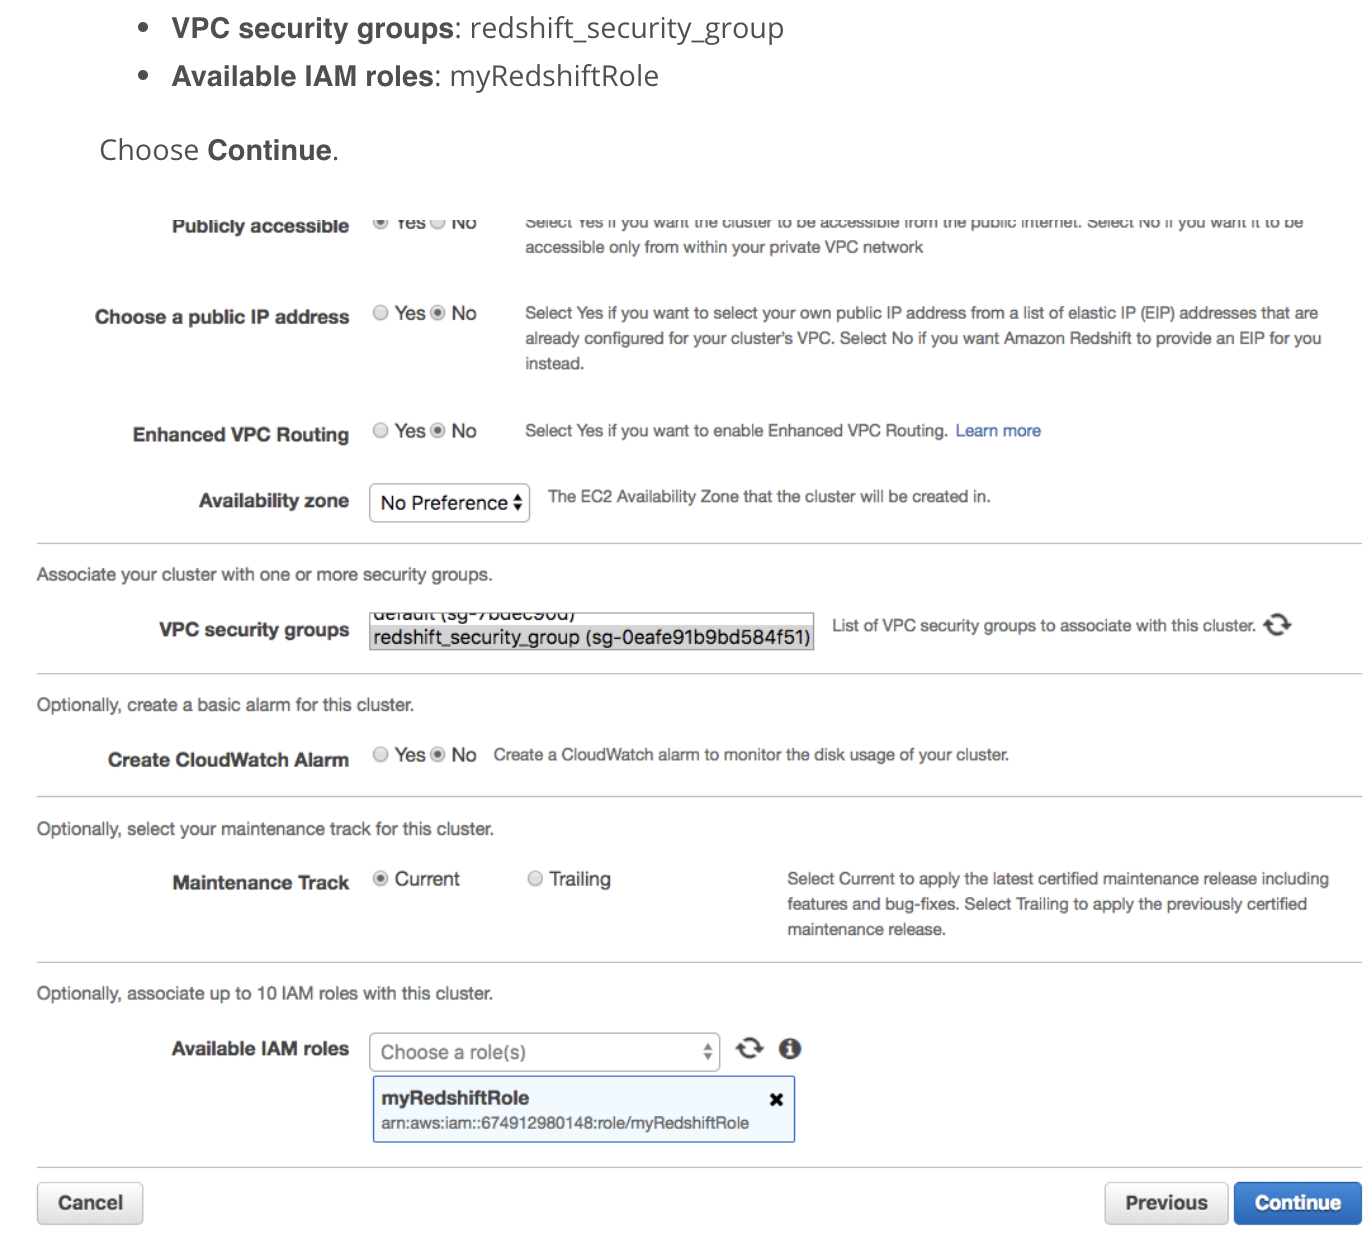 • VPC security groups: redshift_security_group
• Available IAM roles: myRedshiftRole
Choose Continue.
Publicly accessible Yes No Select Yes if you want the cluster to be accessible from the public internet. Select No if you want it to be
accessible only from within your private VPC network
Choose a public IP address Yes No Select Yes if you want to select your own public IP address from a list of elastic IP (EIP) addresses that are
already configured for your cluster's VPC. Select No if you want Amazon Redshift to provide an EIP for you
instead.
Enhanced VPC Routing Yes No Select Yes if you want to enable Enhanced VPC Routing. Learn more
Availability zone No Preference The EC2 Availability Zone that the cluster will be created in.
Associate your cluster with one or more security groups.
default (sg-7bdec90d)
VPC security groups redshift_security_group (sg-0eafe91b9bd584f51) List of VPC security groups to associate with this cluster.
Optionally, create a basic alarm for this cluster.
Create CloudWatch Alarm Yes No Create a CloudWatch alarm to monitor the disk usage of your cluster.
Optionally, select your maintenance track for this cluster.
Maintenance Track Current Trailing Select Current to apply the latest certified maintenance release including
features and bug-fixes. Select Trailing to apply the previously certified
maintenance release.
Optionally, associate up to 10 IAM roles with this cluster.
Available IAM roles Choose a role(s)
myRedshiftRole
arn:aws:iam::674912980148:role/myRedshiftRole
Cancel Previous Continue